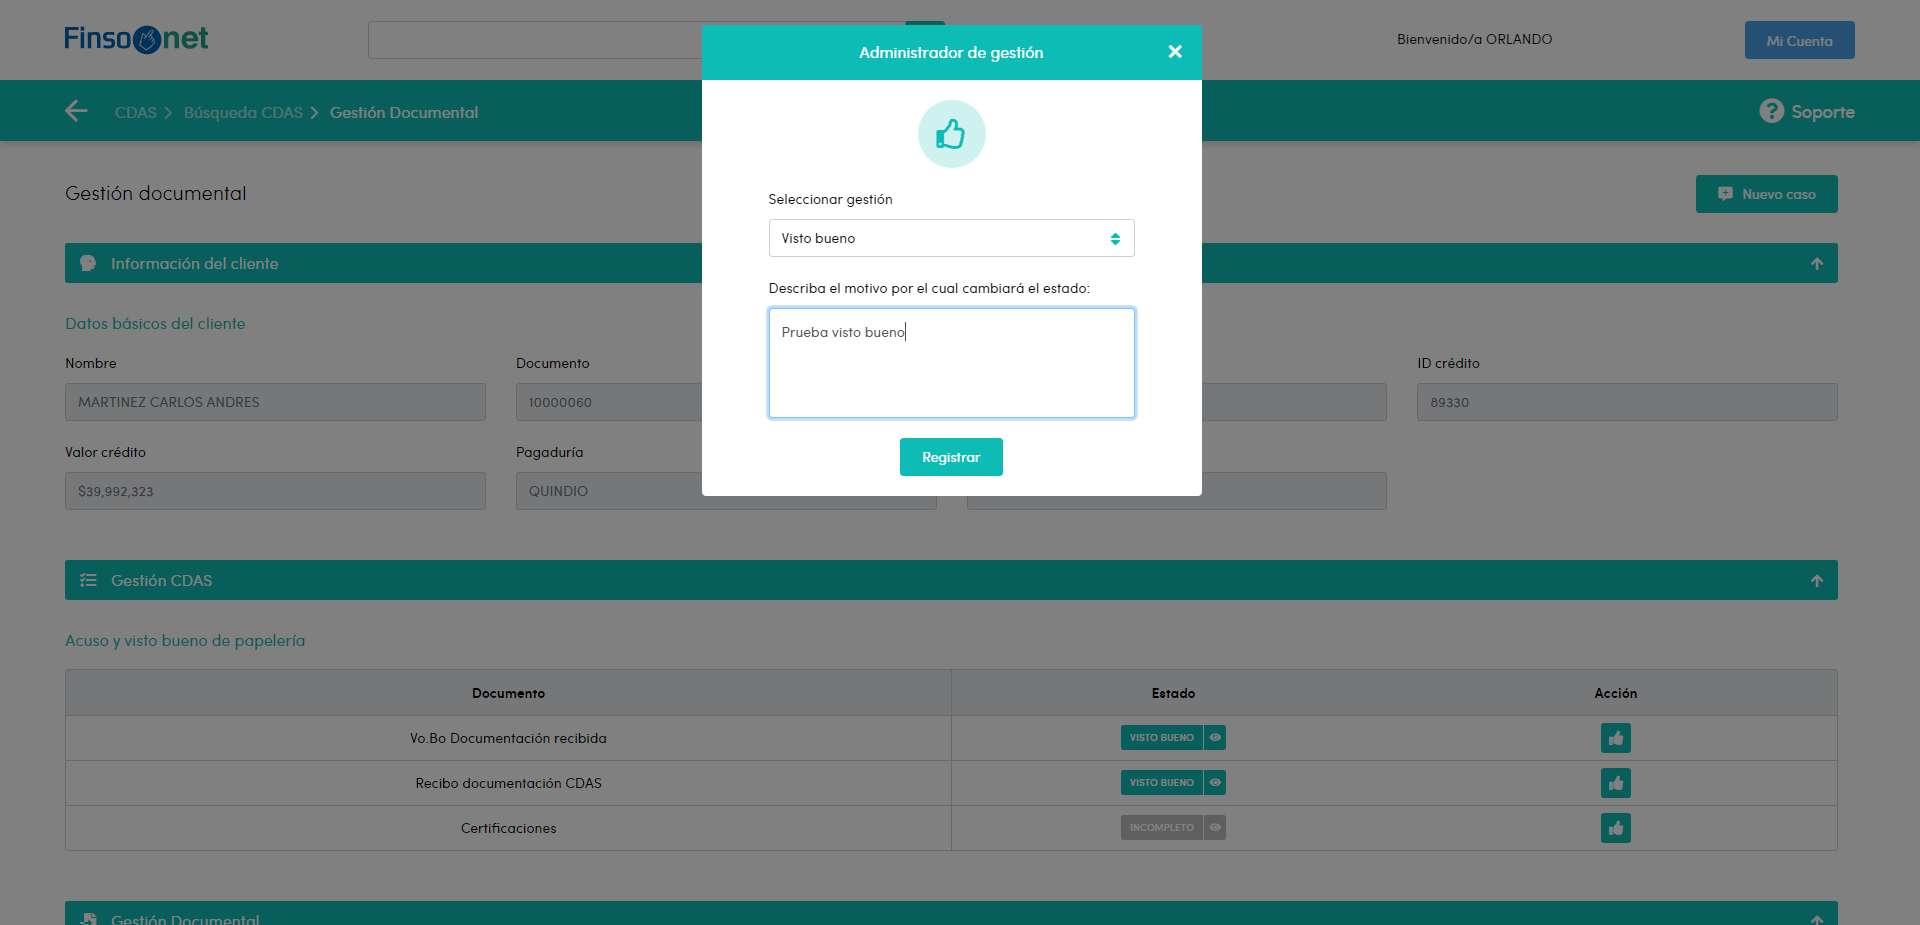 Finsonet
Bienvenido/a ORLANDO
Mi Cuenta
Administrador de gestión
CDAS
Búsqueda CDAS
Gestión Documental
Soporte
Gestión documental
Nuevo caso
Seleccionar gestión
Visto bueno
Describa el motivo por el cual cambiará el estado:
Prueba visto bueno
Registrar
Información del cliente
Datos básicos del cliente
Nombre
Documento
ID crédito
MARTINEZ CARLOS ANDRES
10000060
89330
Valor crédito
Pagaduría
$39,992,323
QUINDIO
Gestión CDAS
Acuso y visto bueno de papelería
Documento
Estado
Acción
Vo.Bo Documentación recibida
VISTO BUENO
Recibo documentación CDAS
VISTO BUENO
Certificaciones
INCOMPLETO
Gestión Documental